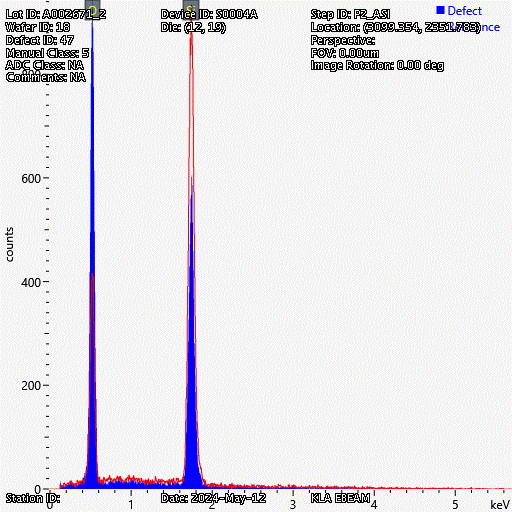 Lot ID: A002671_2
Device ID: S0004A
Step ID: P2_ASI
Defect
Wafer ID: 18
Die: (12, 19)
Location: (3099.354, 2351.783)
Defect ID: 47
Perspective:
Manual Class: 5
FOV: 0.00um
ADC Class: NA
Image Rotation: 0.00 deg
Comments: NA
600
counts
400
200
0
Station ID:
Date: 2024-May-12
KLA EBEAM
0 1 2 3 4 5 keV